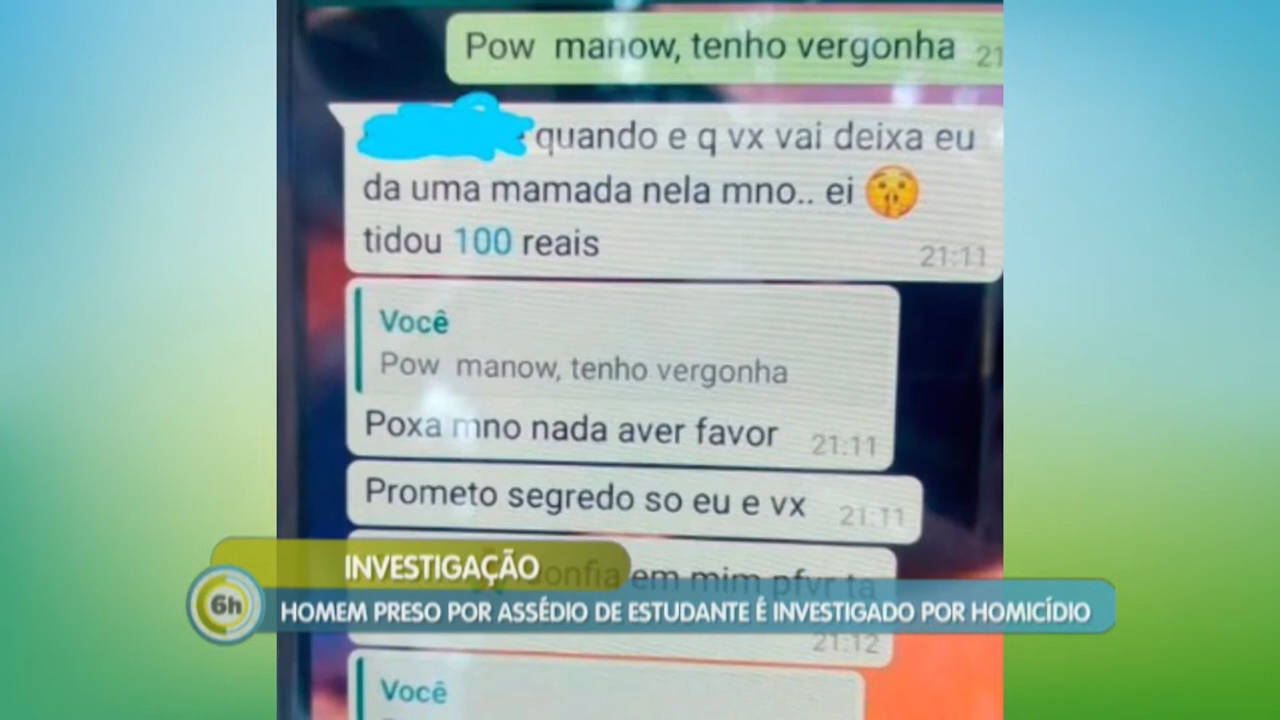 Pow manow, tenho vergonha 21
quando e q vx vai deixa eu
da uma mamada nela mno.. ei
tidou 100 reais 21:11
Você
Pow manow, tenho vergonha
Poxa mno nada aver favor 21:11
Prometo segredo so eu e vx 21:11
em mim pfvr ta
INVESTIGAÇÃO
6h
HOMEM PRESO POR ASSÉDIO DE ESTUDANTE É INVESTIGADO POR HOMICÍDIO
21:12
Você